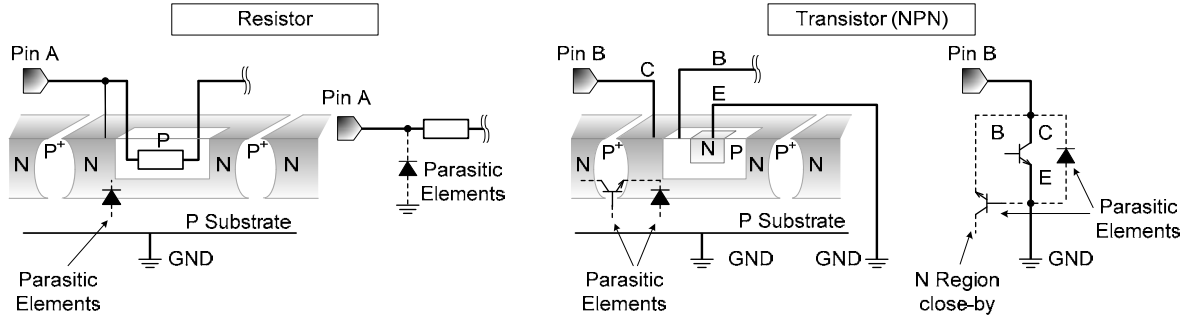 Resistor
Transistor (NPN)
Pin A
Pin B
C
B
E
Pin B
Pin A
N
P+
N
P
N
P+
N
N
P+
N
P
N
P+
N
B
C
E
Parasitic
Elements
P Substrate
P Substrate
Parasitic
Elements
GND
GND
GND
GND
Parasitic
Elements
Parasitic
Elements
N Region
close-by